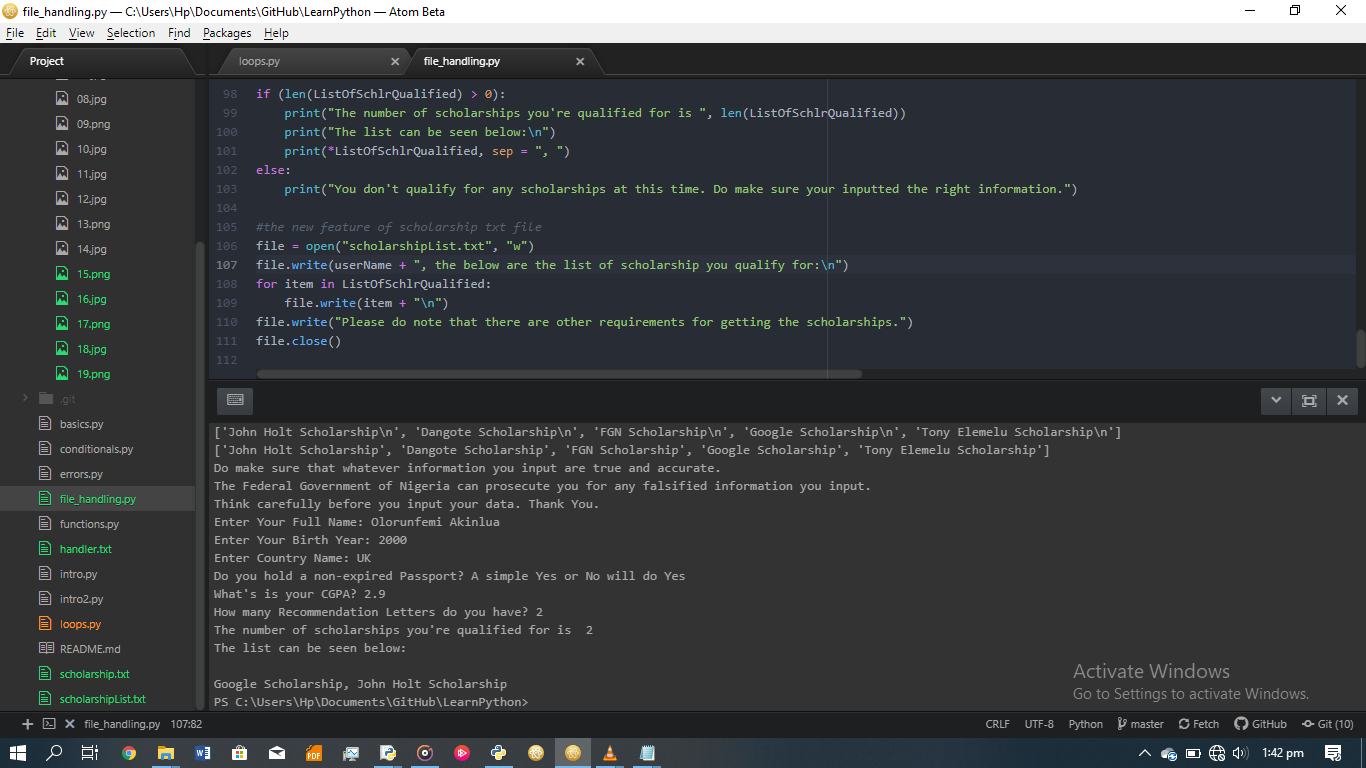 file_handling.py — C:\Users\Hp\Documents\GitHub\LearnPython — Atom Beta
File Edit View Selection Find Packages Help
Project
loops.py
file_handling.py
08.jpg
09.png
10.jpg
11.jpg
12.jpg
13.png
14.jpg
15.png
16.jpg
17.png
18.jpg
19.png
.git
basics.py
conditionals.py
errors.py
file_handling.py
functions.py
handler.txt
intro.py
intro2.py
loops.py
README.md
scholarship.txt
scholarshipList.txt
98 if (len(ListOfSchlrQualified) > 0):
99 print("The number of scholarships you're qualified for is ", len(ListOfSchlrQualified))
100 print("The list can be seen below:\n")
101 print(*ListOfSchlrQualified, sep = ", ")
102 else:
103 print("You don't qualify for any scholarships at this time. Do make sure your inputted the right information.")
104
105 #the new feature of scholarship txt file
106 file = open("scholarshipList.txt", "w")
107 file.write(userName + ", the below are the list of scholarship you qualify for:\n")
108 for item in ListOfSchlrQualified:
109 file.write(item + "\n")
110 file.write("Please do note that there are other requirements for getting the scholarships.")
111 file.close()
112
['John Holt Scholarship\n', 'Dangote Scholarship\n', 'FGN Scholarship\n', 'Google Scholarship\n', 'Tony Elemelu Scholarship\n']
['John Holt Scholarship', 'Dangote Scholarship', 'FGN Scholarship', 'Google Scholarship', 'Tony Elemelu Scholarship']
Do make sure that whatever information you input are true and accurate.
The Federal Government of Nigeria can prosecute you for any falsified information you input.
Think carefully before you input your data. Thank You.
Enter Your Full Name: Olorunfemi Akinlua
Enter Your Birth Year: 2000
Enter Country Name: UK
Do you hold a non-expired Passport? A simple Yes or No will do Yes
What's is your CGPA? 2.9
How many Recommendation Letters do you have? 2
The number of scholarships you're qualified for is  2
The list can be seen below:
Google Scholarship, John Holt Scholarship
PS C:\Users\Hp\Documents\GitHub\LearnPython>
Activate Windows
Go to Settings to activate Windows.
file_handling.py 107:82
CRLF UTF-8 Python master Fetch GitHub Git (10)
1:42 pm